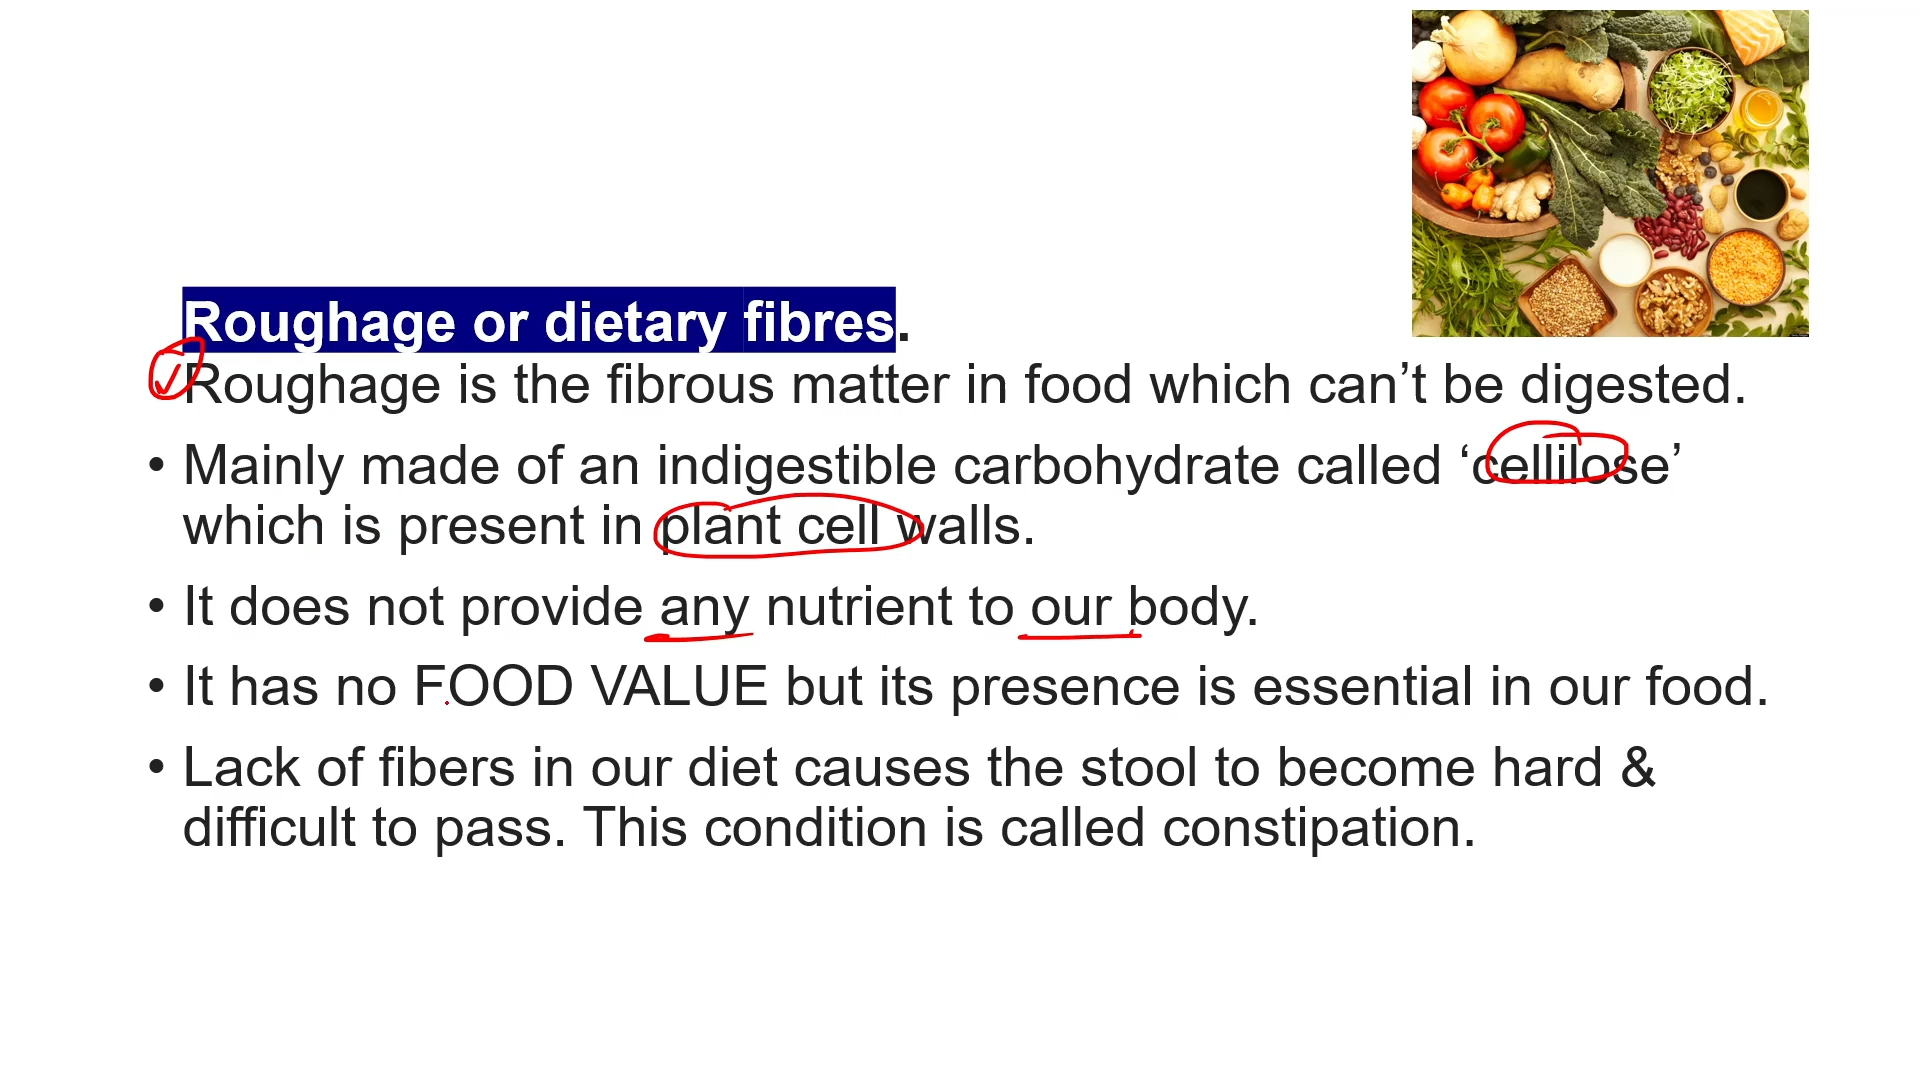 Roughage or dietary fibres.
Roughage is the fibrous matter in food which can’t be digested.
• Mainly made of an indigestible carbohydrate called ‘cellilose’
which is present in plant cell walls.
• It does not provide any nutrient to our body.
• It has no FOOD VALUE but its presence is essential in our food.
• Lack of fibers in our diet causes the stool to become hard &
difficult to pass. This condition is called constipation.